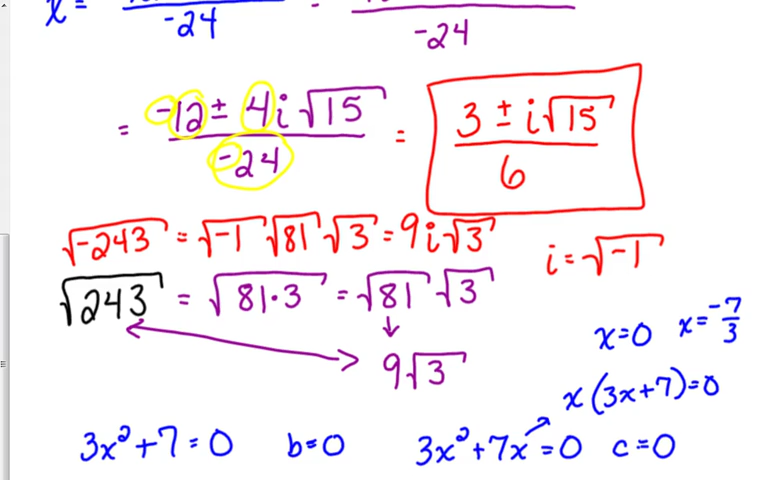 x = / -24 = / -24
= (-12 ± 4i√15) / -24 = (3 ± i√15) / 6
√-243 = √-1 √81 √3 = 9i√3
i = √-1
√243 = √81·3 = √81 √3
x=0 x= -7/3
9√3
x(3x+7)=0
3x²+7=0 b=0 3x²+7x=0 c=0